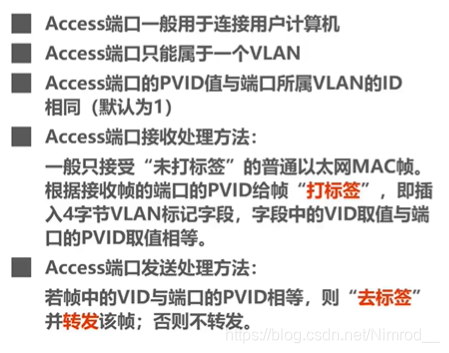 Access端口一般用于连接用户计算机
Access端口只能属于一个VLAN
Access端口的PVID值与端口所属VLAN的ID
相同（默认为1）
Access端口接收处理方法：
一般只接受“未打标签”的普通以太网MAC帧。
根据接收帧的端口的PVID给帧“打标签”，即插
入4字节VLAN标记字段，字段中的VID取值与端
口的PVID取值相等。
Access端口发送处理方法：
若帧中的VID与端口的PVID相等，则“去标签”
并转发该帧；否则不转发。
https://blog.csdn.net/Nimrod__